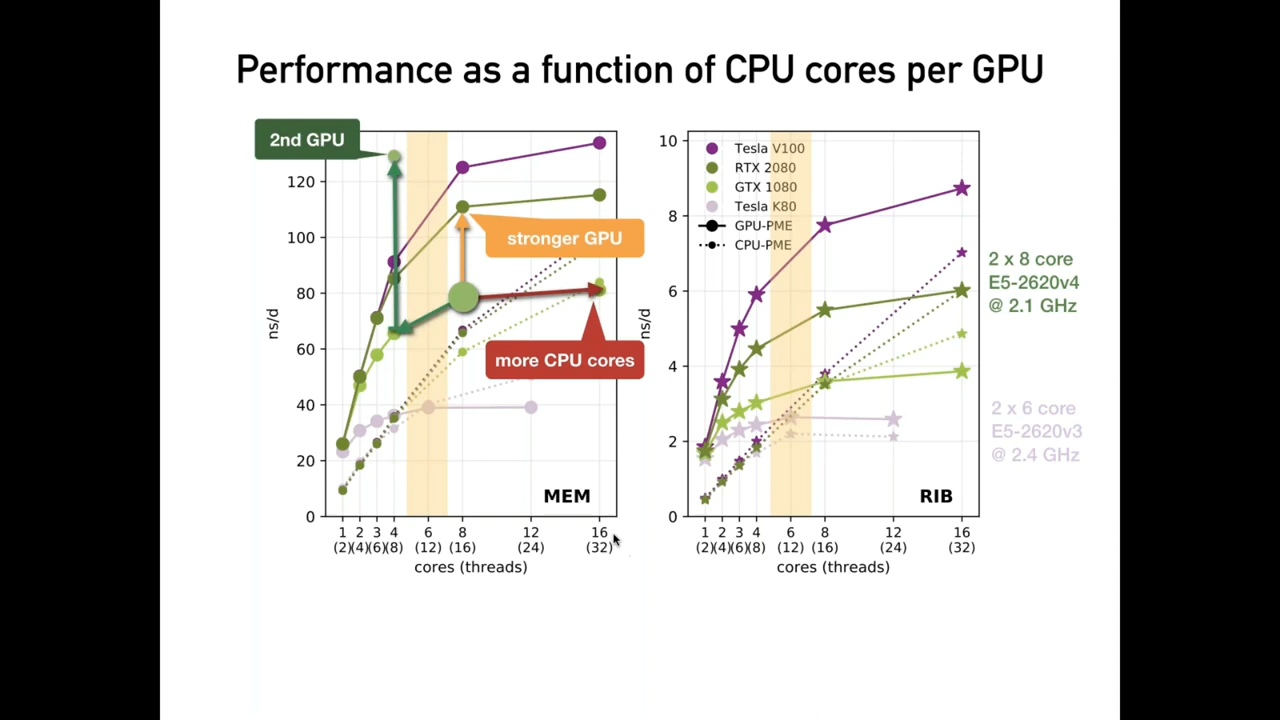 Performance as a function of CPU cores per GPU
2nd GPU
120
100
80
60
40
20
0
ns/d
stronger GPU
more CPU cores
MEM
1 2 3 4 6 8 12 16
(2)(4)(6)(8) (12) (16) (24) (32)
cores (threads)
10
8
6
4
2
0
ns/d
Tesla V100
RTX 2080
GTX 1080
Tesla K80
GPU-PME
CPU-PME
RIB
1 2 3 4 6 8 12 16
(2)(4)(6)(8) (12) (16) (24) (32)
cores (threads)
2 x 8 core
E5-2620v4
@ 2.1 GHz
2 x 6 core
E5-2620v3
@ 2.4 GHz